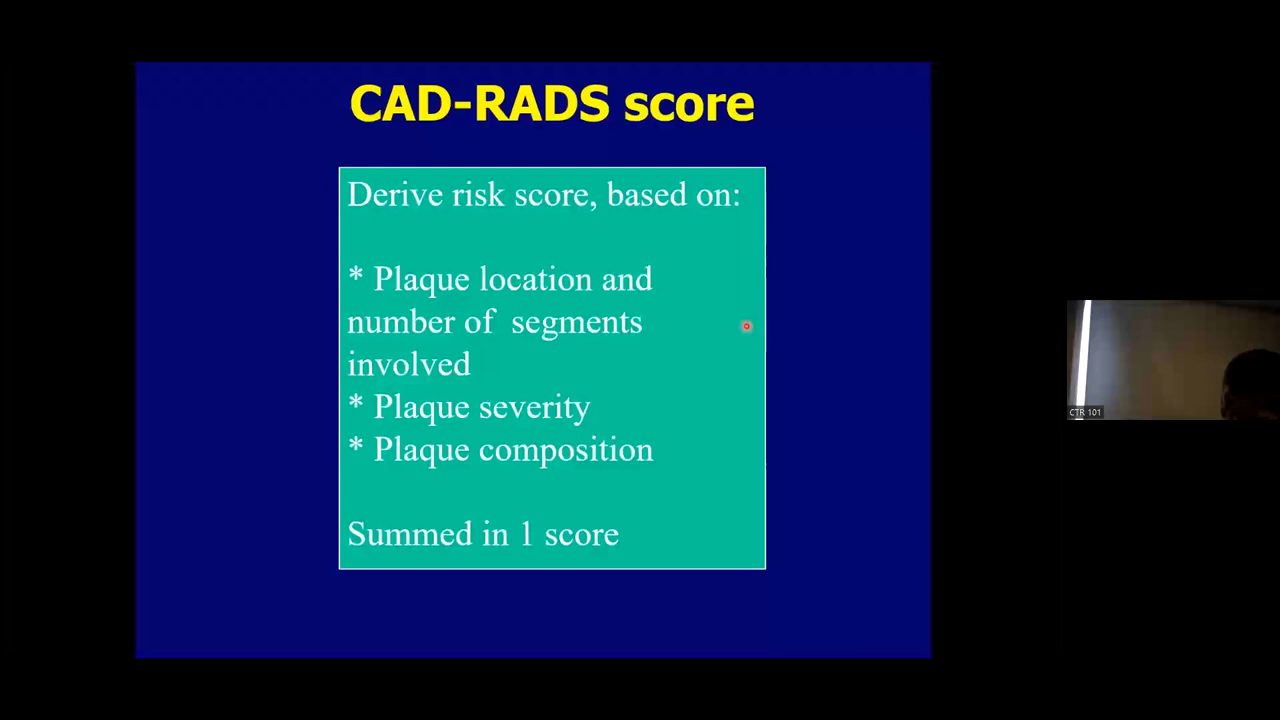 CAD-RADS score
Derive risk score, based on:
* Plaque location and
number of segments
involved
* Plaque severity
* Plaque composition
Summed in 1 score
CTR 101